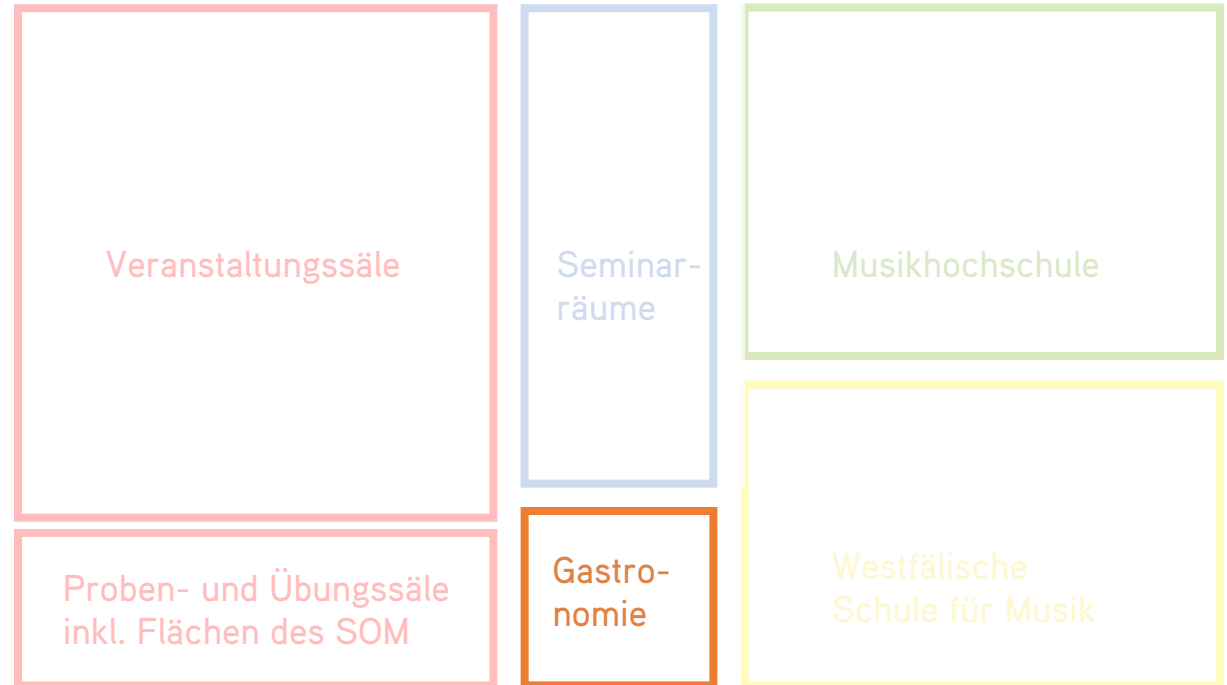 Veranstaltungssäle
Seminar-
räume
Musikhochschule
Proben- und Übungssäle
inkl. Flächen des SOM
Gastro-
nomie
Westfälische
Schule für Musik